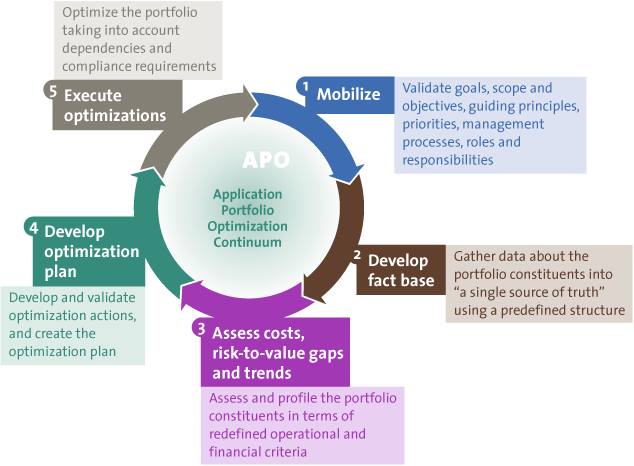 Optimize the portfolio
taking into account
dependencies and
compliance requirements
5 Execute
optimizations
1 Mobilize
Validate goals, scope and
objectives, guiding principles,
priorities, management
processes, roles and
responsibilities
APO
Application
Portfolio
Optimization
Continuum
2 Develop
fact base
Gather data about the
portfolio constituents into
“a single source of truth”
using a predefined structure
3 Assess costs,
risk-to-value gaps
and trends
Assess and profile the portfolio
constituents in terms of
redefined operational and
financial criteria
4 Develop
optimization
plan
Develop and validate
optimization actions,
and create the
optimization plan